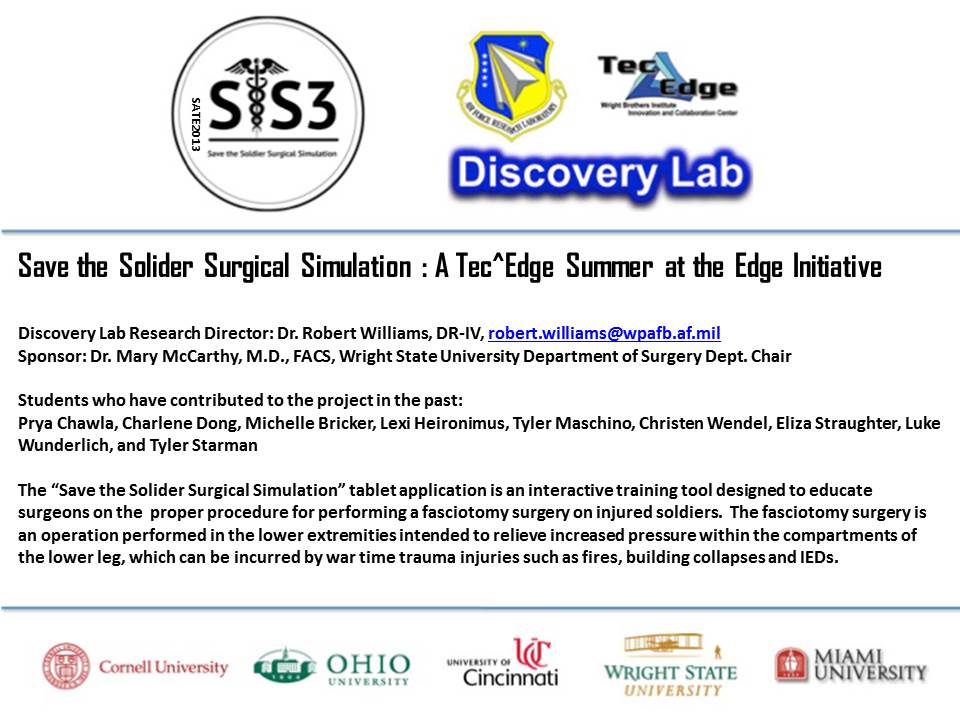 SATE2013
S S3
Save the Soldier Surgical Simulation
AIR FORCE RESEARCH LABORATORY
Tec Edge
Wright Brothers Institute
Innovation and Collaboration Center
Discovery Lab
Save the Solider Surgical Simulation : A Tec^Edge Summer at the Edge Initiative
Discovery Lab Research Director: Dr. Robert Williams, DR-IV, robert.williams@wpafb.af.mil
Sponsor: Dr. Mary McCarthy, M.D., FACS, Wright State University Department of Surgery Dept. Chair
Students who have contributed to the project in the past:
Prya Chawla, Charlene Dong, Michelle Bricker, Lexi Heironimus, Tyler Maschino, Christen Wendel, Eliza Straughter, Luke
Wunderlich, and Tyler Starman
The “Save the Solider Surgical Simulation” tablet application is an interactive training tool designed to educate
surgeons on the proper procedure for performing a fasciotomy surgery on injured soldiers. The fasciotomy surgery is
an operation performed in the lower extremities intended to relieve increased pressure within the compartments of
the lower leg, which can be incurred by war time trauma injuries such as fires, building collapses and IEDs.
Cornell University
1804
OHIO
UNIVERSITY
UNIVERSITY OF
UC
Cincinnati
WRIGHT STATE
UNIVERSITY
MIAMI
UNIVERSITY